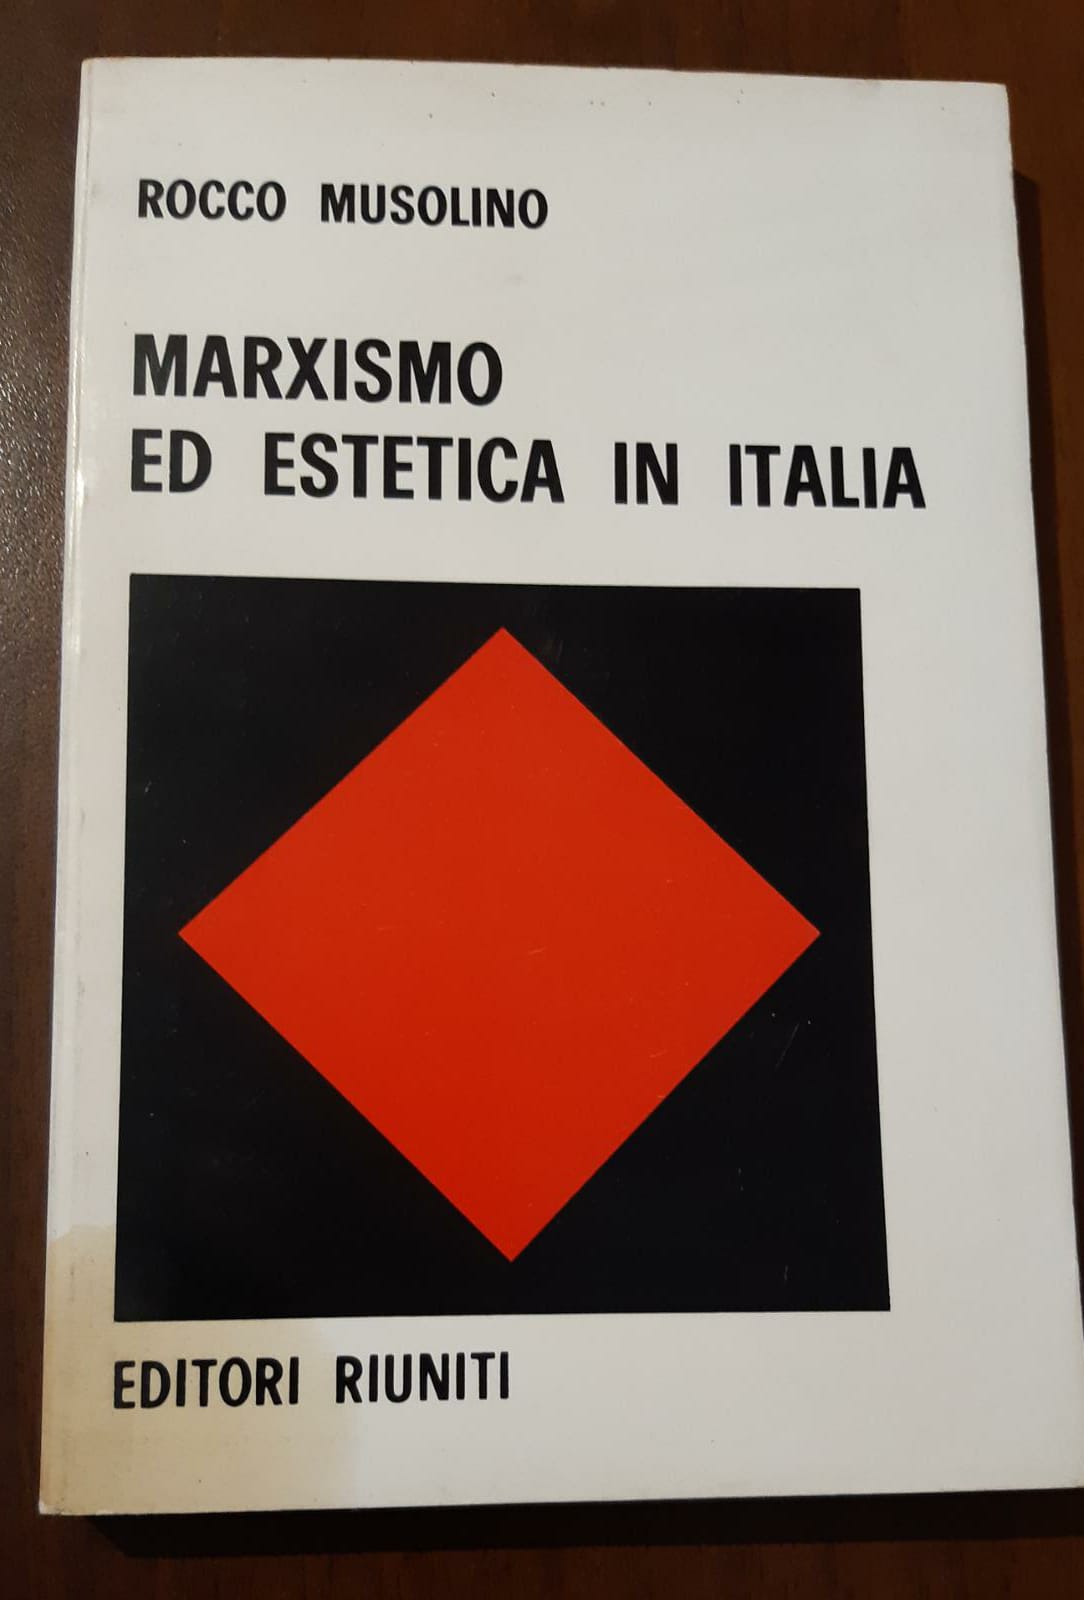 ROCCO MUSOLINO
MARXISMO
ED ESTETICA IN ITALIA
EDITORI RIUNITI